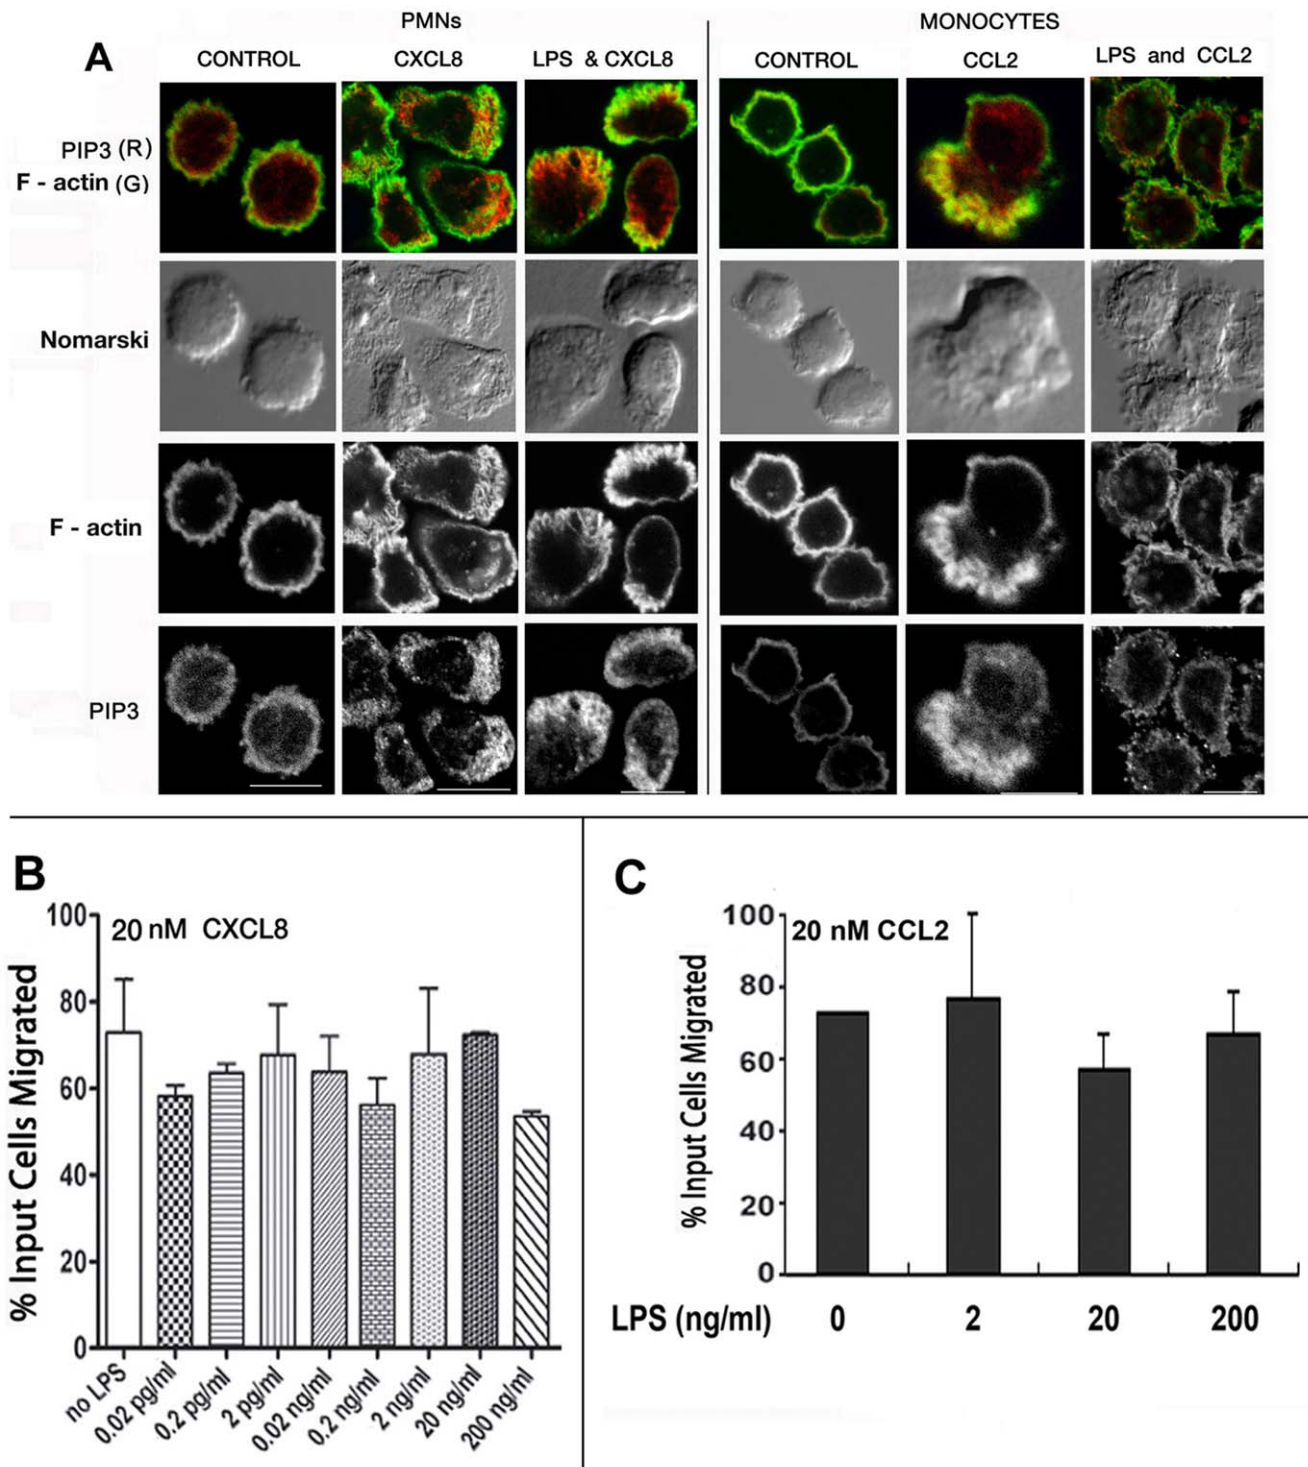 PMNs
MONOCYTES
A
CONTROL
CXCL8
LPS & CXCL8
CONTROL
CCL2
LPS and CCL2
PIP3 (R)
F - actin (G)
Nomarski
F - actin
PIP3
B
20 nM CXCL8
% Input Cells Migrated
100
80
60
40
20
0
no LPS
0.02 pg/ml
0.2 pg/ml
2 pg/ml
0.02 ng/ml
0.2 ng/ml
2 ng/ml
20 ng/ml
200 ng/ml
C
20 nM CCL2
% Input Cells Migrated
100
80
60
40
20
0
LPS (ng/ml) 0 2 20 200